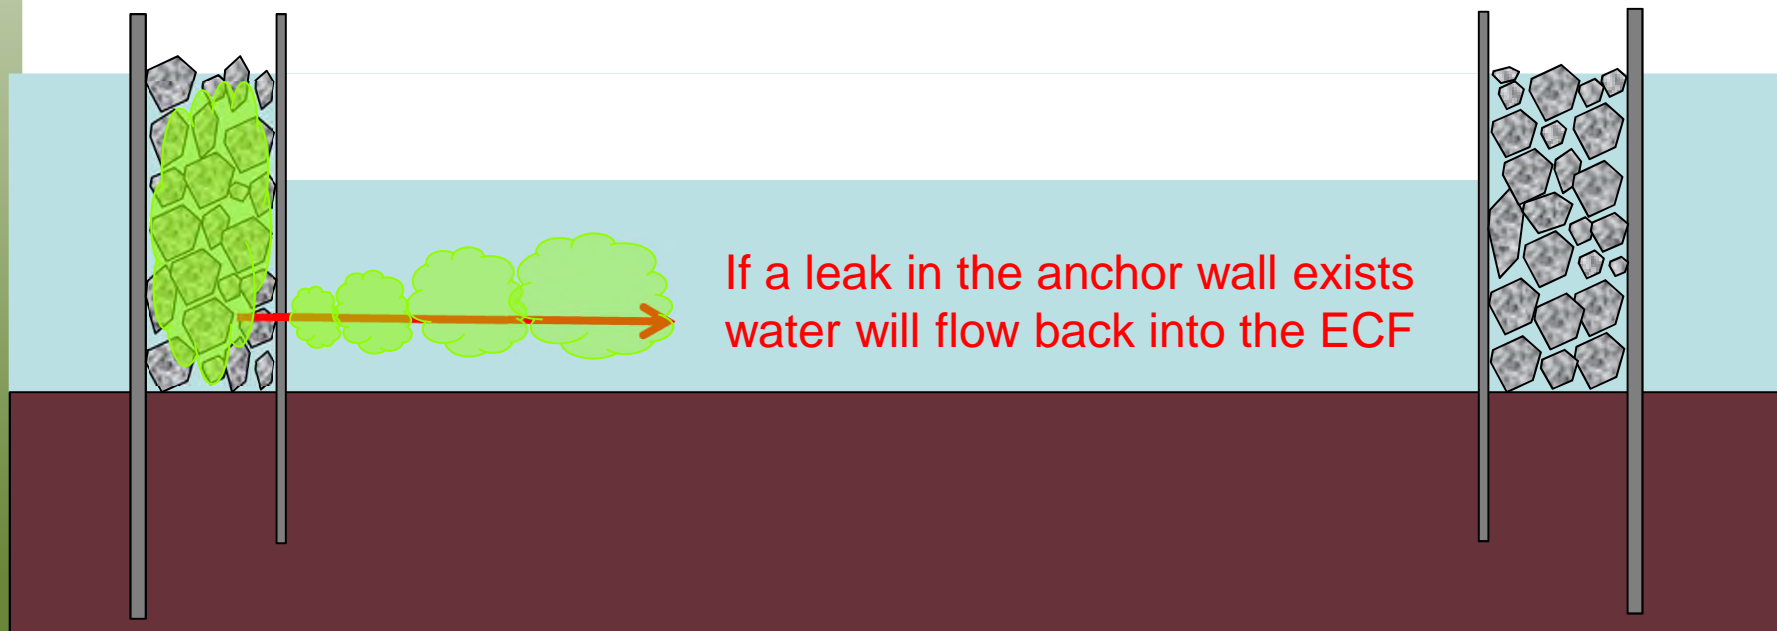 If a leak in the anchor wall exists
water will flow back into the ECF